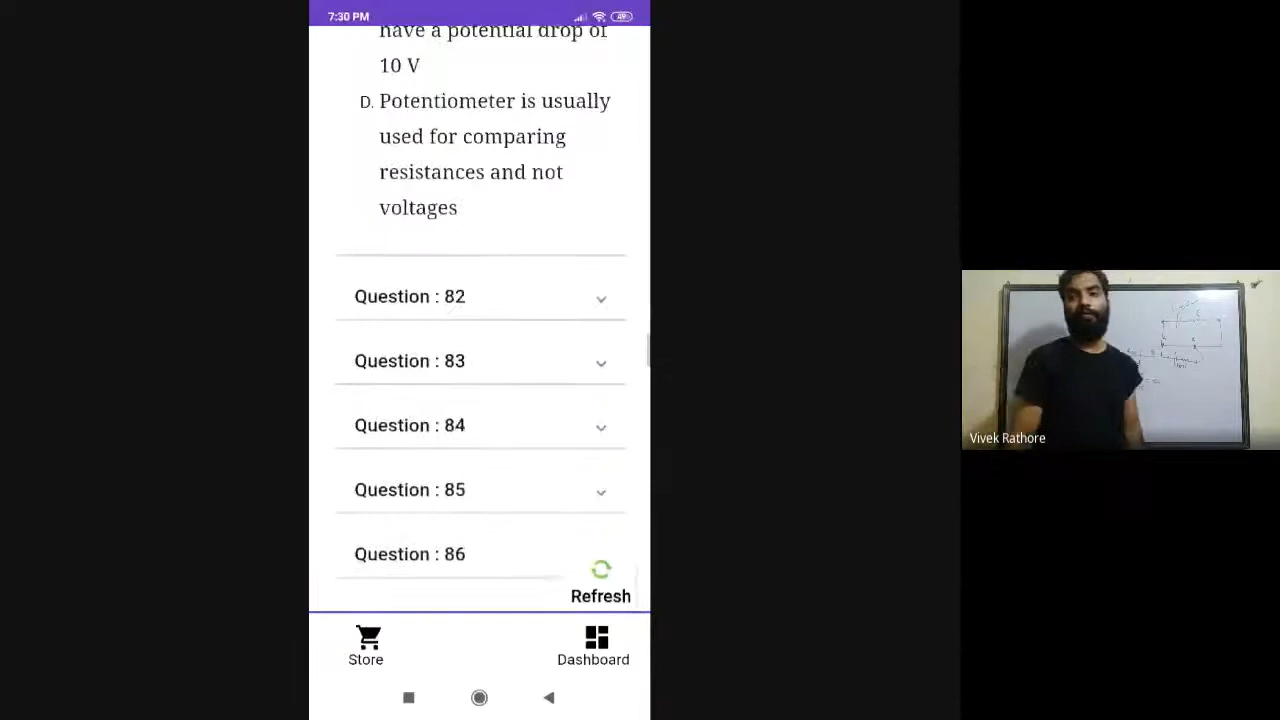 7:30 PM
49
have a potential drop of
10 V
D. Potentiometer is usually
used for comparing
resistances and not
voltages
Question : 82
Question : 83
Question : 84
Question : 85
Question : 86
Refresh
Store
Dashboard
Vivek Rathore